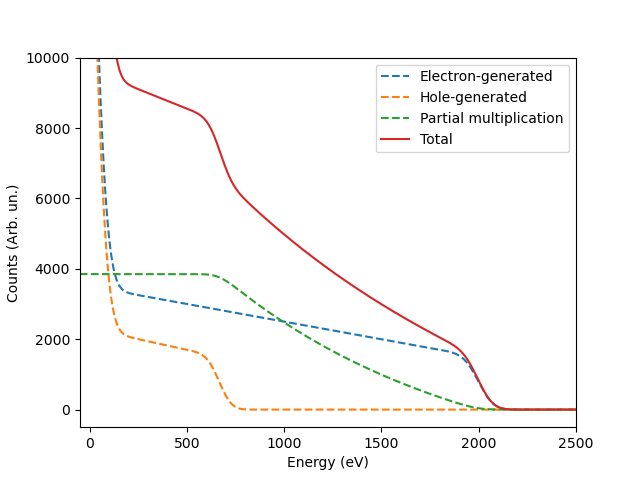 10000
8000
6000
4000
2000
0
Counts (Arb. un.)
Electron-generated
Hole-generated
Partial multiplication
Total
0 500 1000 1500 2000 2500
Energy (eV)